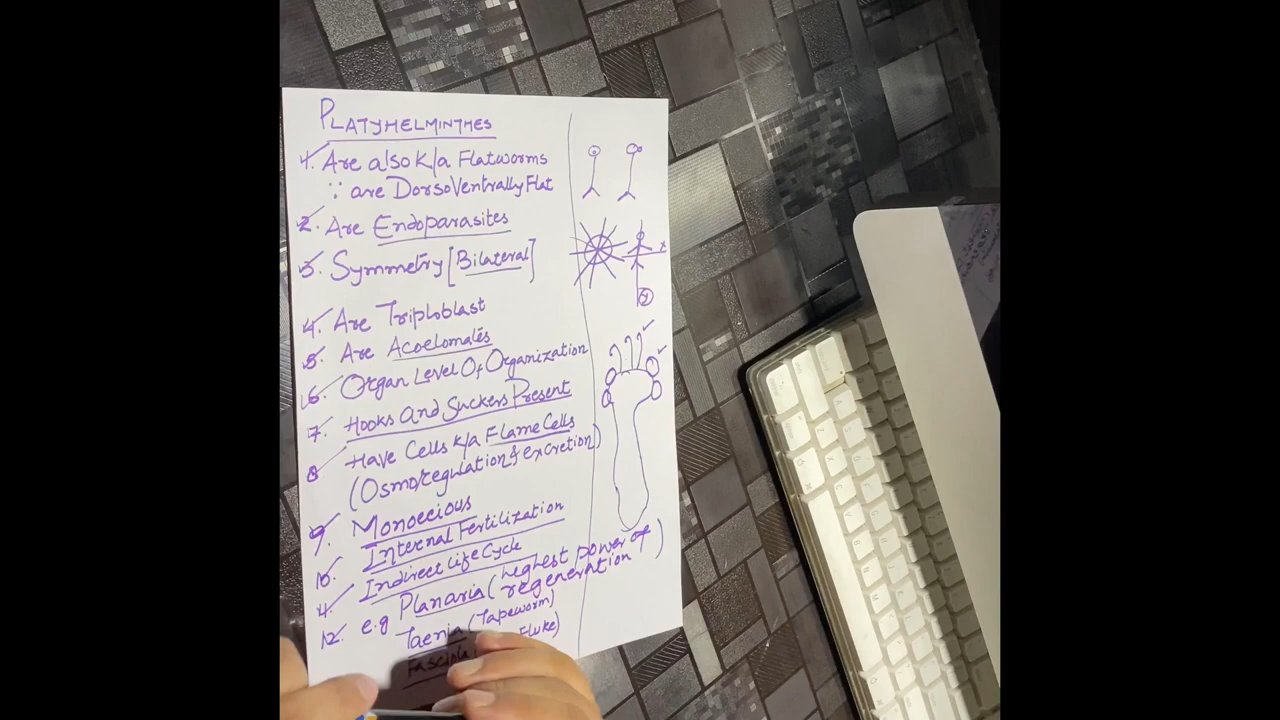 PLATYHELMINTHES
1. Are also k/a Flatworms
∵ are DorsoVentrally Flat
2. Are Endoparasites
3. Symmetry [Bilateral]
4. Are Triploblast
5. Are Acoelomates
6. Organ Level Of Organization
7. Hooks And Suckers Present
8 Have Cells k/a Flame Cells
(Osmoregulation & excretion)
9. Monoecious
10. Internal Fertilization
11. Indirect Life Cycle
12. e.g Planaria (highest power of regeneration)
Taenia (Tapeworm)
Fasciola Fluke)
x
y